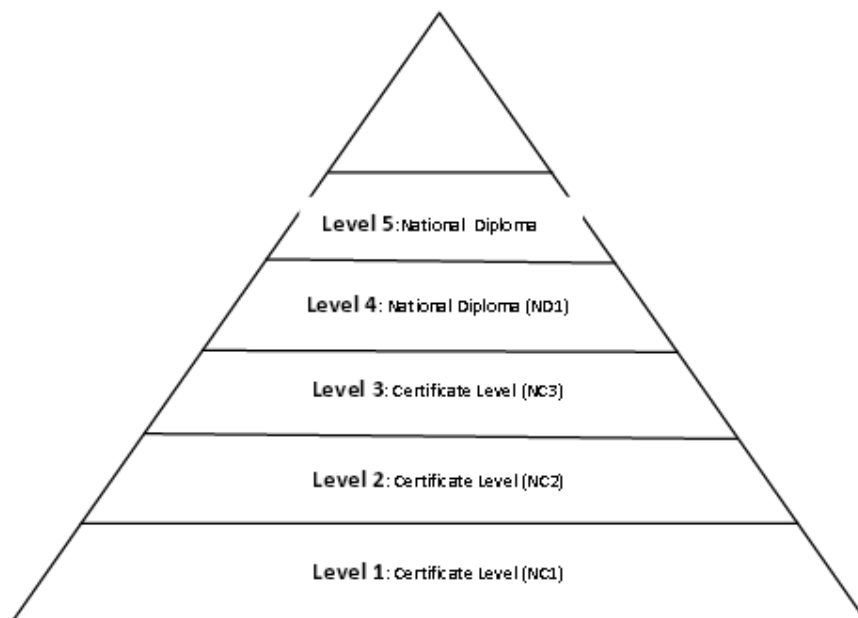 Level 5: National Diploma
Level 4: National Diploma (ND1)
Level 3: Certificate Level (NC3)
Level 2: Certificate Level (NC2)
Level 1: Certificate Level (NC1)